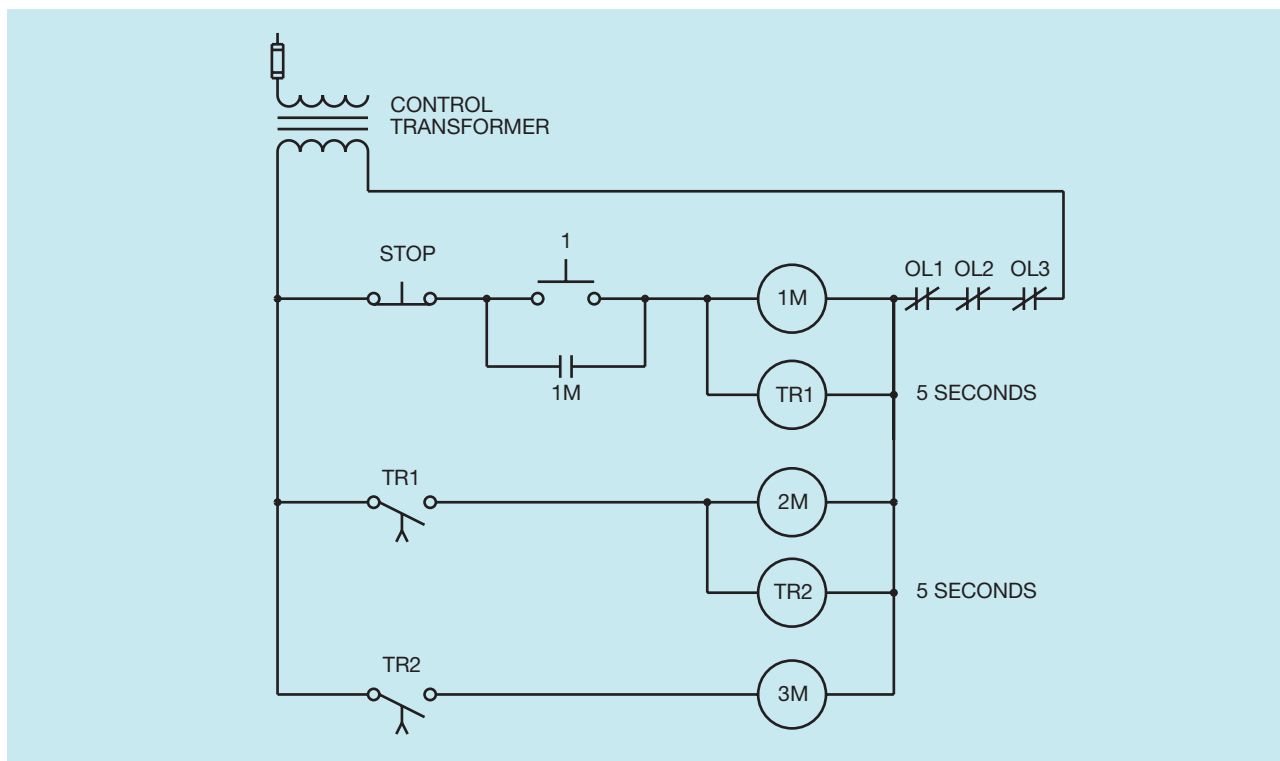 CONTROL
TRANSFORMER
STOP
1
1M
OL1 OL2 OL3
1M
TR1
5 SECONDS
TR1
2M
TR2
5 SECONDS
TR2
3M